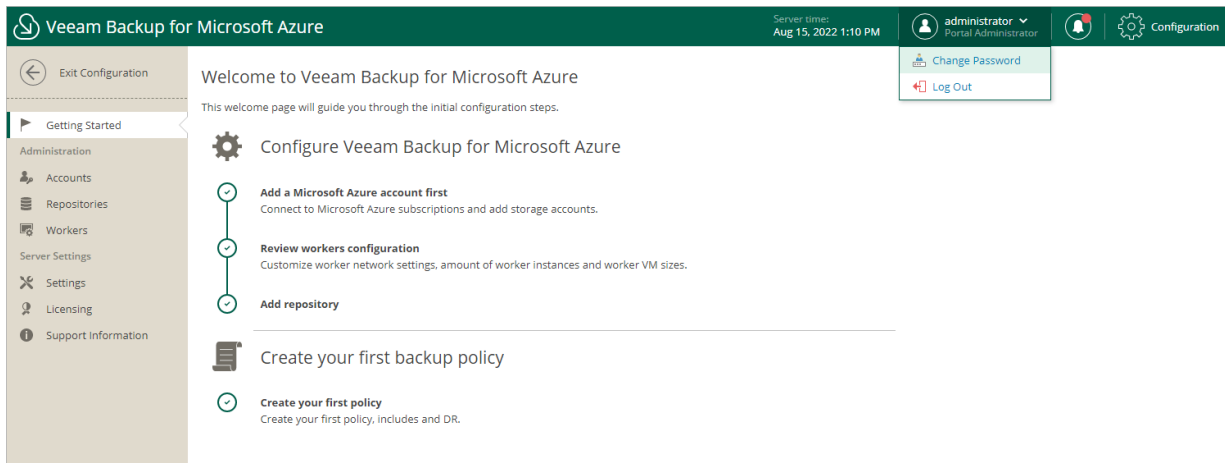 Veeam Backup for Microsoft Azure
Server time:
Aug 15, 2022 1:10 PM
administrator
Portal Administrator
Configuration
Change Password
Log Out
Exit Configuration
Getting Started
Administration
Accounts
Repositories
Workers
Server Settings
Settings
Licensing
Support Information
Welcome to Veeam Backup for Microsoft Azure
This welcome page will guide you through the initial configuration steps.
Configure Veeam Backup for Microsoft Azure
Add a Microsoft Azure account first
Connect to Microsoft Azure subscriptions and add storage accounts.
Review workers configuration
Customize worker network settings, amount of worker instances and worker VM sizes.
Add repository
Create your first backup policy
Create your first policy
Create your first policy, includes and DR.